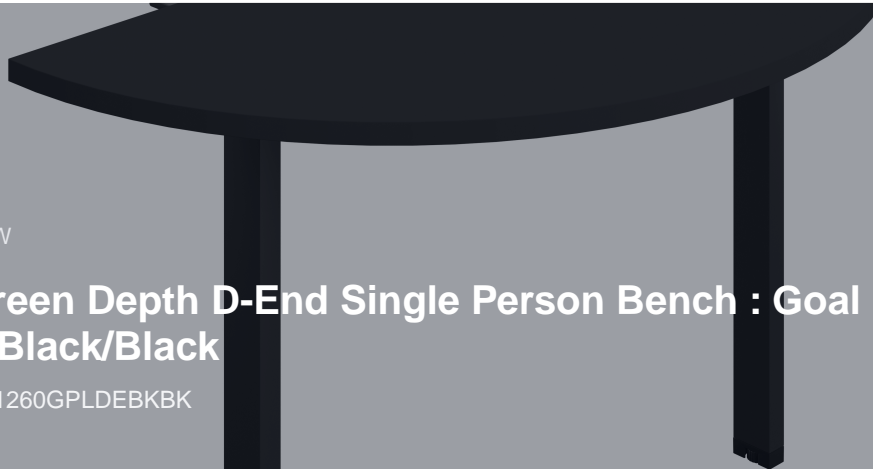 W
reen Depth D-End Single Person Bench : Goal
Black/Black
1260GPLDEBKBK